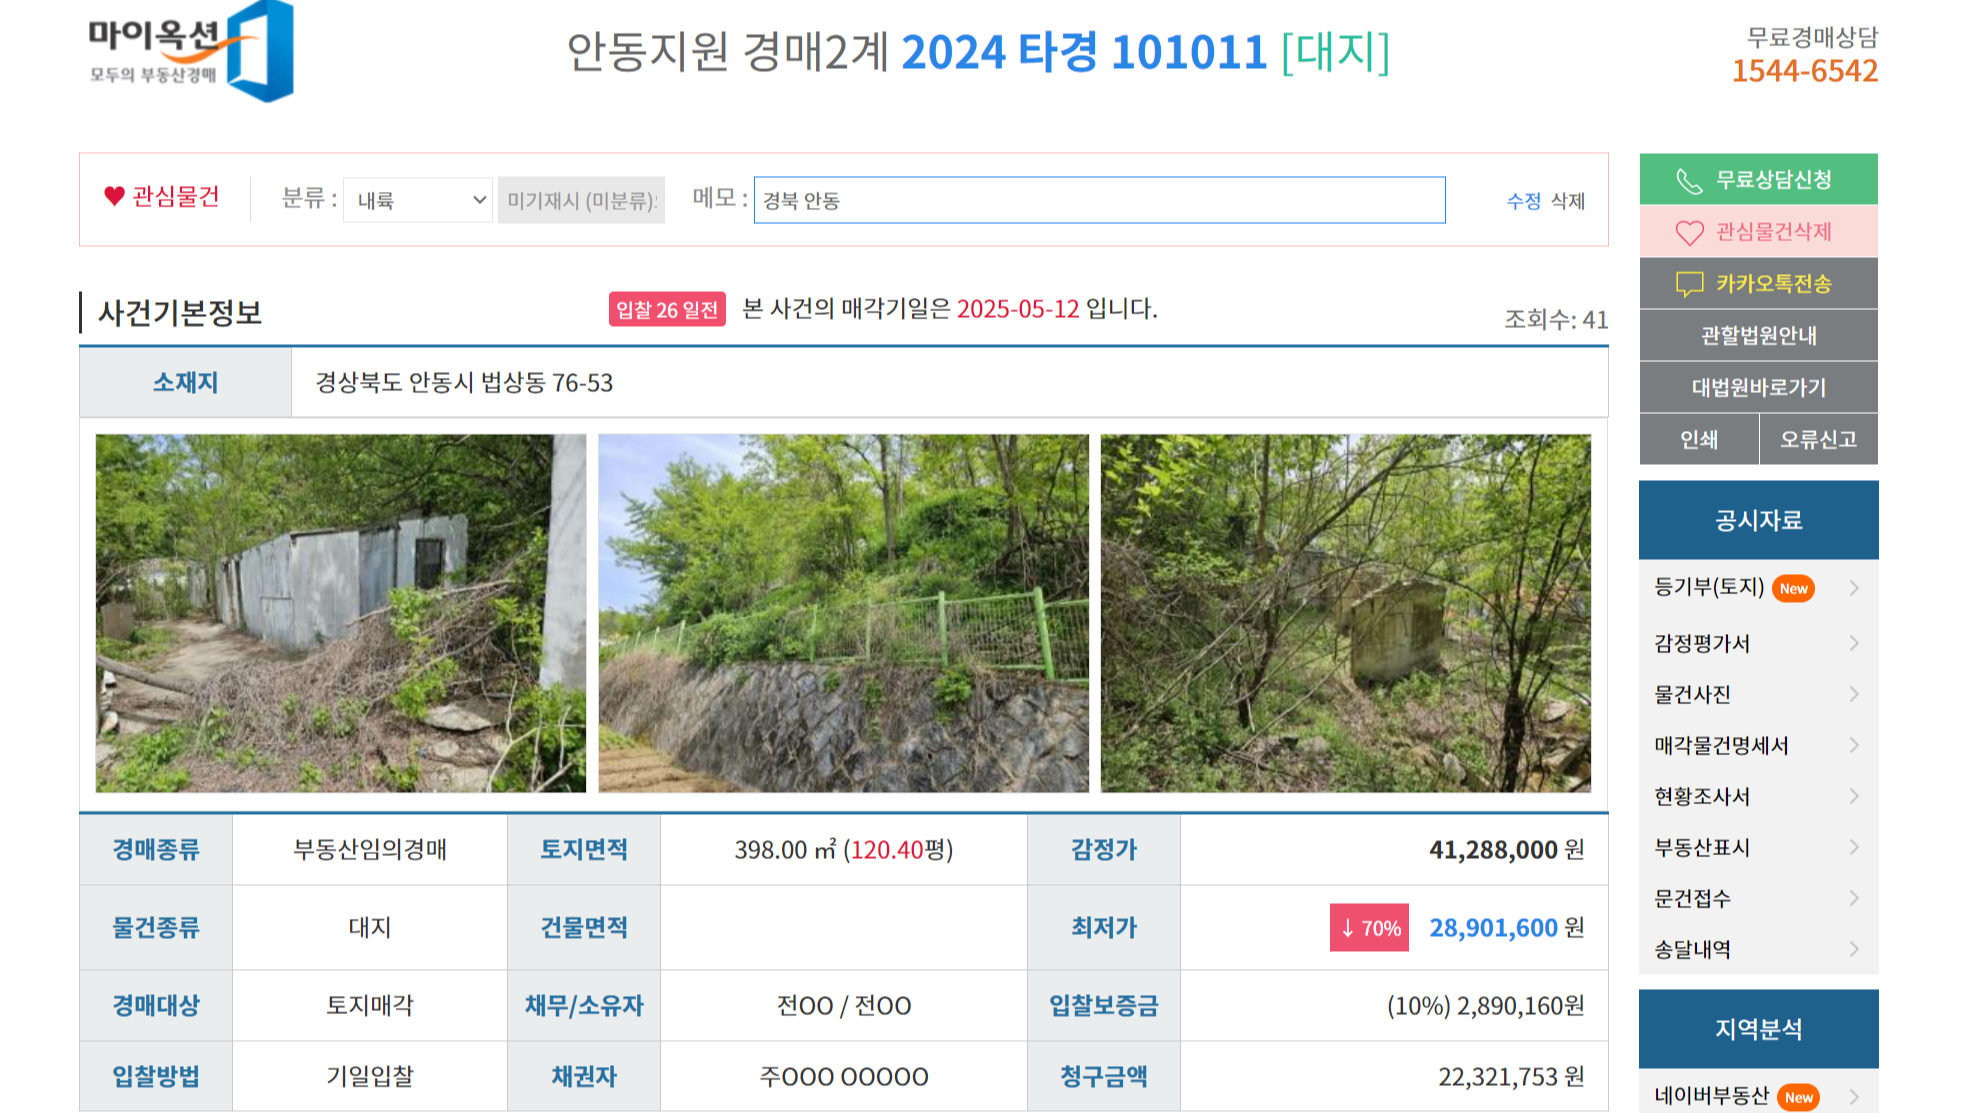 마이옥션
모두의 부동산경매
안동지원 경매2계 2024 타경 101011 [대지]
무료경매상담
1544-6542
♥ 관심물건 분류 : 내륙 미기재시 (미분류) 메모 : 경북 안동 수정 삭제
사건기본정보 입찰 26 일전 본 사건의 매각기일은 2025-05-12 입니다. 조회수: 41
소재지 경상북도 안동시 법상동 76-53
경매종류 부동산임의경매 토지면적 398.00 ㎡ (120.40평) 감정가 41,288,000 원
물건종류 대지 건물면적 최저가 ↓ 70% 28,901,600 원
경매대상 토지매각 채무/소유자 전OO / 전OO 입찰보증금 (10%) 2,890,160원
입찰방법 기일입찰 채권자 주OOO OOOOO 청구금액 22,321,753 원
무료상담신청
관심물건삭제
카카오톡전송
관할법원안내
대법원바로가기
인쇄 오류신고
공시자료
등기부(토지) New
감정평가서
물건사진
매각물건명세서
현황조사서
부동산표시
문건접수
송달내역
지역분석
네이버부동산 New